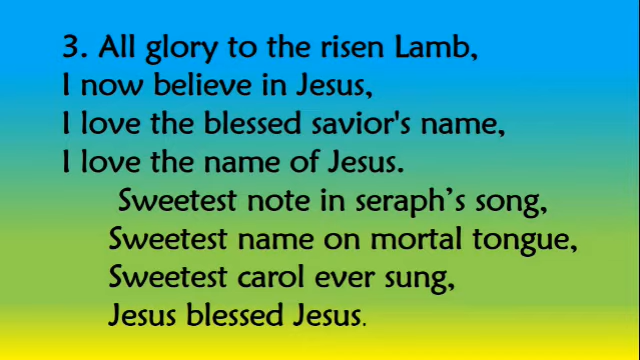 3. All glory to the risen Lamb,
I now believe in Jesus,
I love the blessed savior's name,
I love the name of Jesus.
Sweetest note in seraph’s song,
Sweetest name on mortal tongue,
Sweetest carol ever sung,
Jesus blessed Jesus.